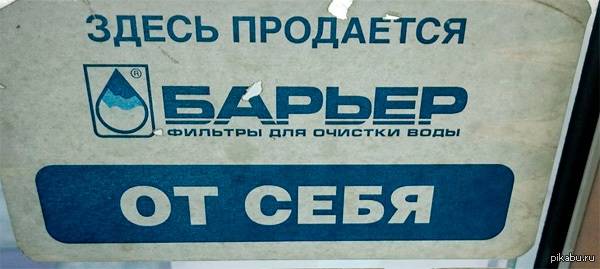 ЗДЕСЬ ПРОДАЕТСЯ
®
БАРЬЕР
ФИЛЬТРЫ ДЛЯ ОЧИСТКИ ВОДЫ
ОТ СЕБЯ
pikabu.ru